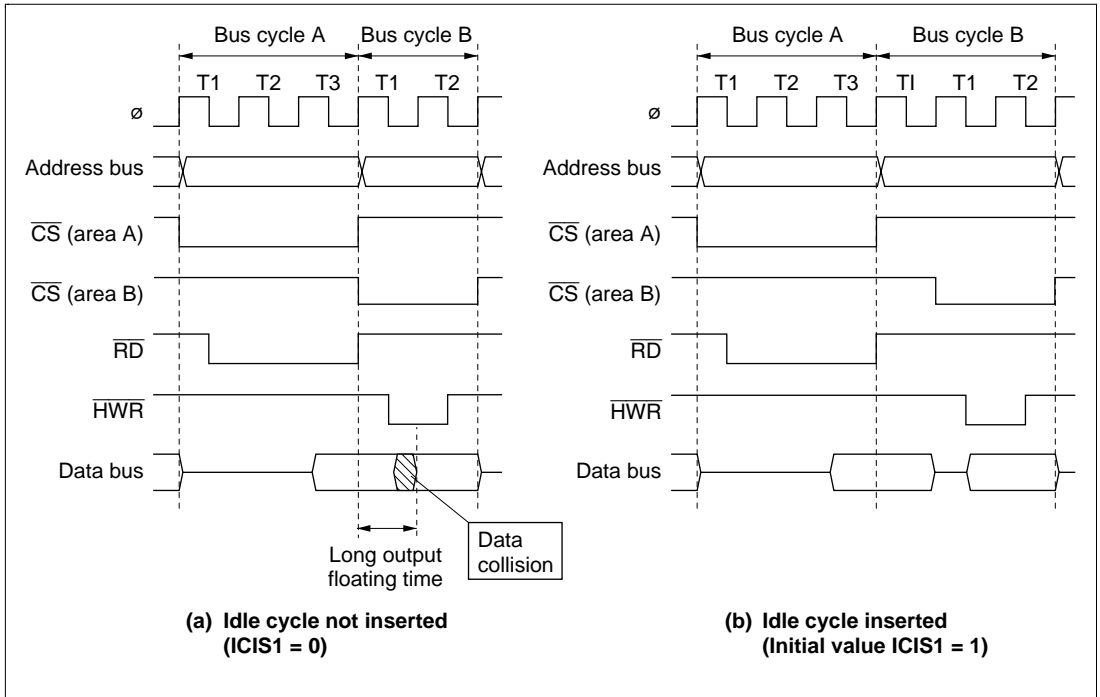 Bus cycle A Bus cycle B
T1 T2 T3 T1 T2
ø
Address bus
CS (area A)
CS (area B)
RD
HWR
Data bus
Long output
floating time
Data
collision
(a) Idle cycle not inserted
(ICIS1 = 0)
Bus cycle A Bus cycle B
T1 T2 T3 TI T1 T2
ø
Address bus
CS (area A)
CS (area B)
RD
HWR
Data bus
(b) Idle cycle inserted
(Initial value ICIS1 = 1)